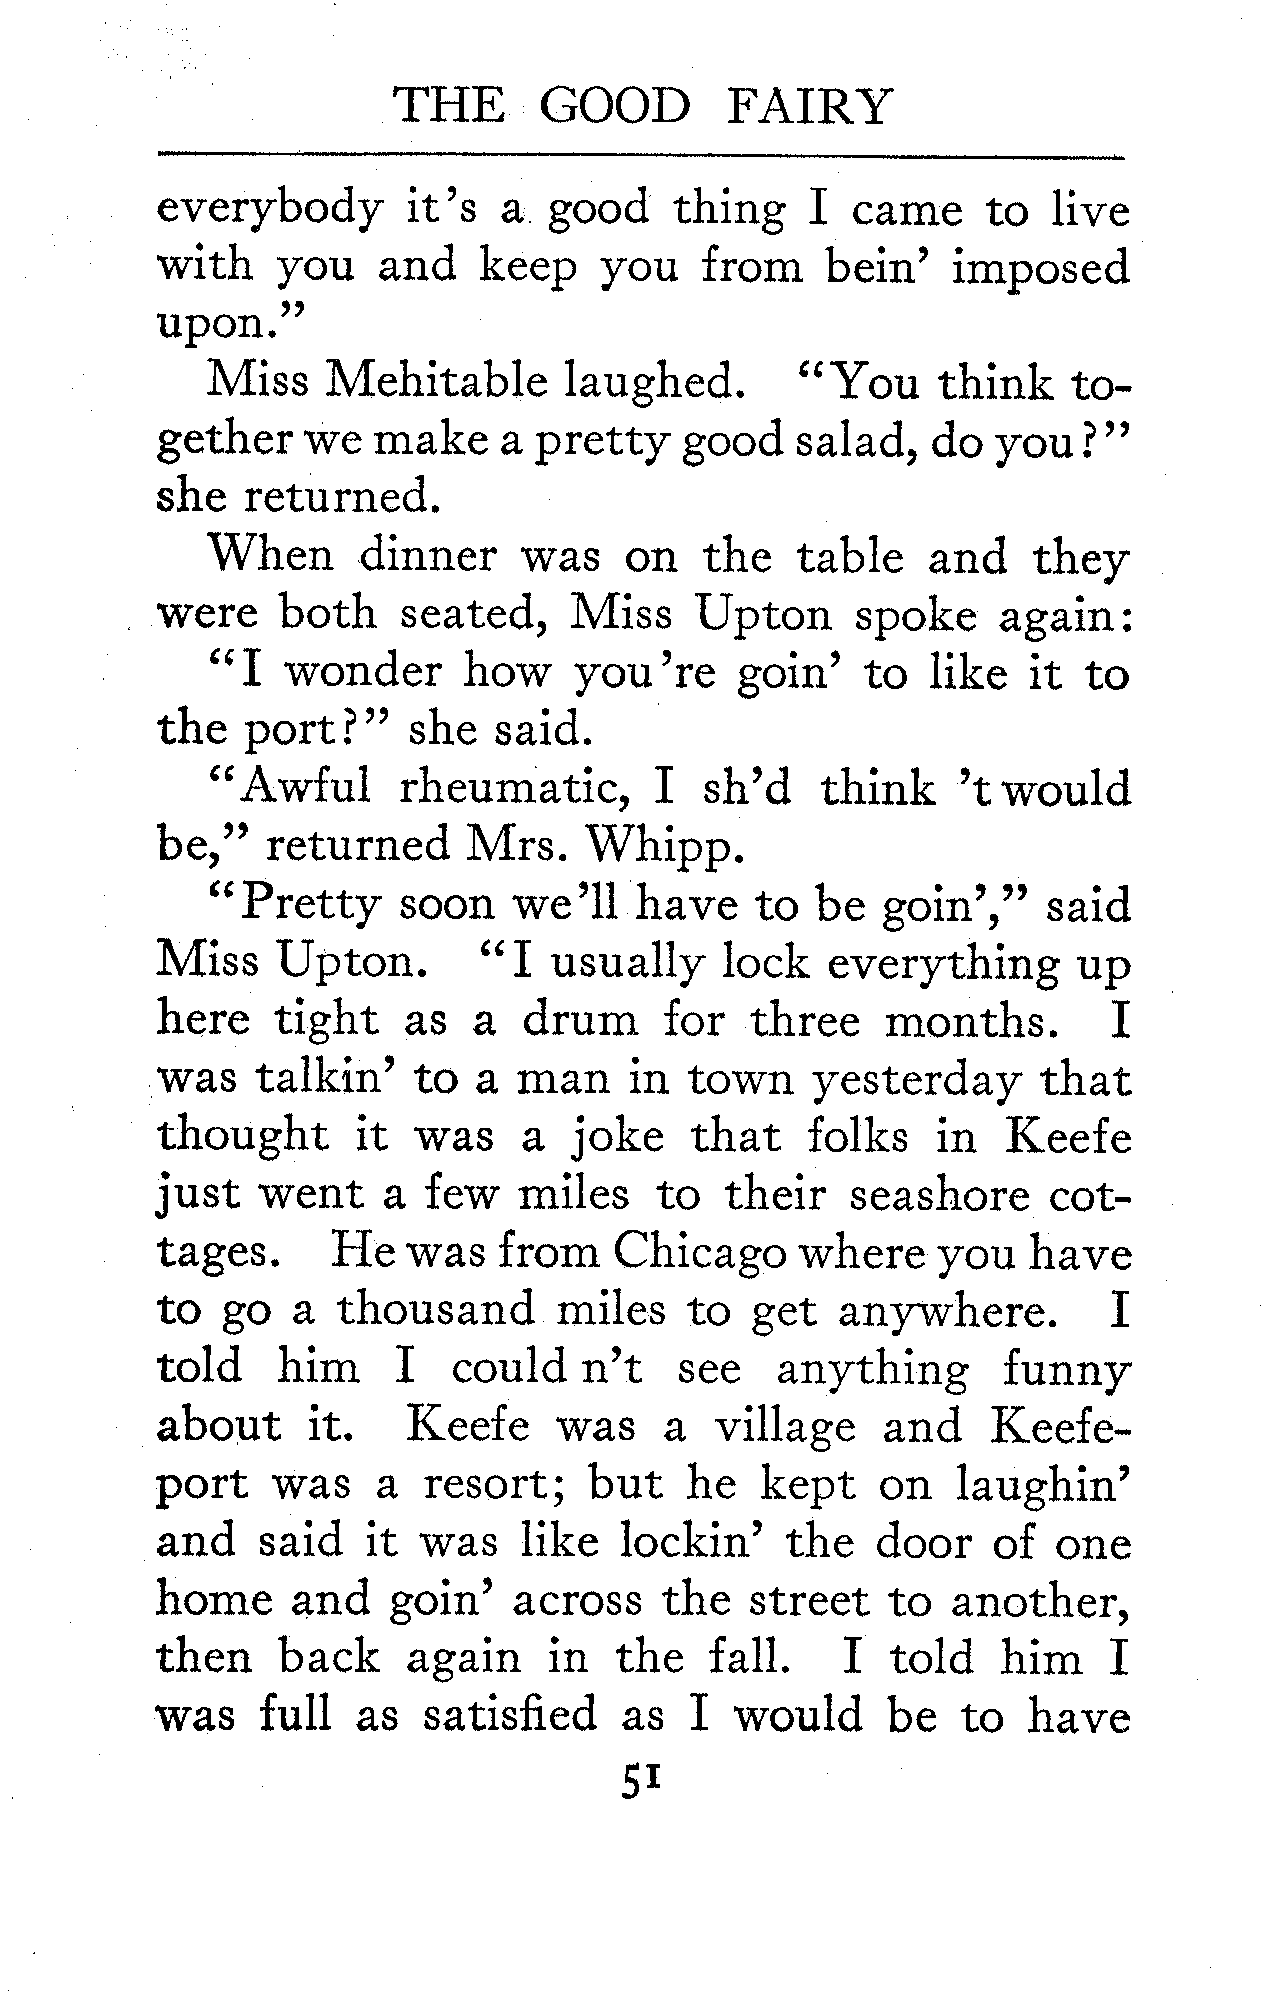 THE GOOD FAIRY
everybody it's a good thing I came to live
with you and keep you from bein' imposed
upon."
Miss Mehitable laughed. "You think to-
gether we make a pretty good salad, do you?"
she returned.
When dinner was on the table and they
were both seated, Miss Upton spoke again:
"I wonder how you're goin' to like it to
the port?" she said.
"Awful rheumatic, I sh'd think 't would
be," returned Mrs. Whipp.
"Pretty soon we'll have to be goin'," said
Miss Upton. "I usually lock everything up
here tight as a drum for three months. I
was talkin' to a man in town yesterday that
thought it was a joke that folks in Keefe
just went a few miles to their seashore cot-
tages. He was from Chicago where you have
to go a thousand miles to get anywhere. I
told him I could n't see anything funny
about it. Keefe was a village and Keefe-
port was a resort; but he kept on laughin'
and said it was like lockin' the door of one
home and goin' across the street to another,
then back again in the fall. I told him I
was full as satisfied as I would be to have
51